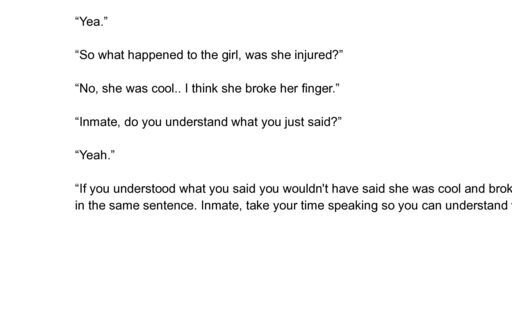 “Yea.”
“So what happened to the girl, was she injured?”
“No, she was cool.. I think she broke her finger.”
“Inmate, do you understand what you just said?”
“Yeah.”
“If you understood what you said you wouldn't have said she was cool and brok
in the same sentence. Inmate, take your time speaking so you can understand